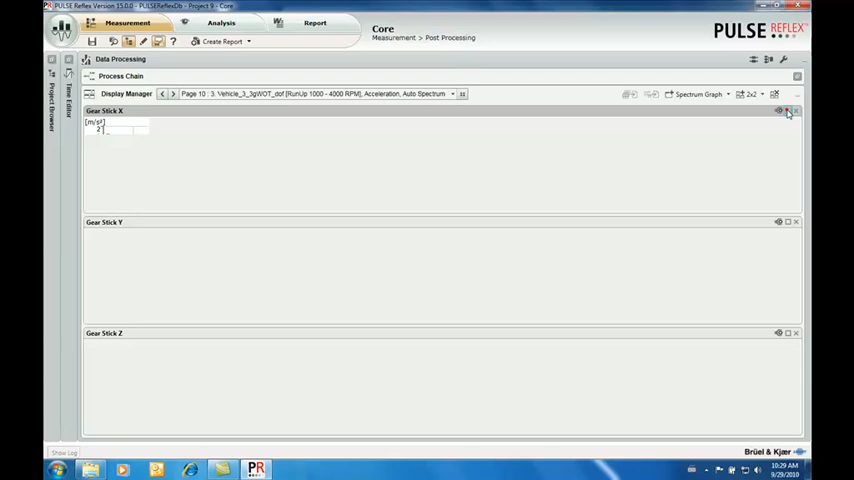 PULSE Reflex Version 15.0.0 - PULSEReflexDb - Project 9 - Core
Measurement
Analysis
Report
Core
Measurement > Post Processing
PULSE REFLEX™
Create Report
Data Processing
Process Chain
Display Manager
Page 10 : 3. Vehicle_3_3gWOT_dof [RunUp 1000 - 4000 RPM], Acceleration, Auto Spectrum
Spectrum Graph
2x2
Project Browser
Time Editor
Gear Stick X
[m/s²]
2
Gear Stick Y
Gear Stick Z
Show Log
Brüel & Kjær
PR
10:29 AM
9/29/2010